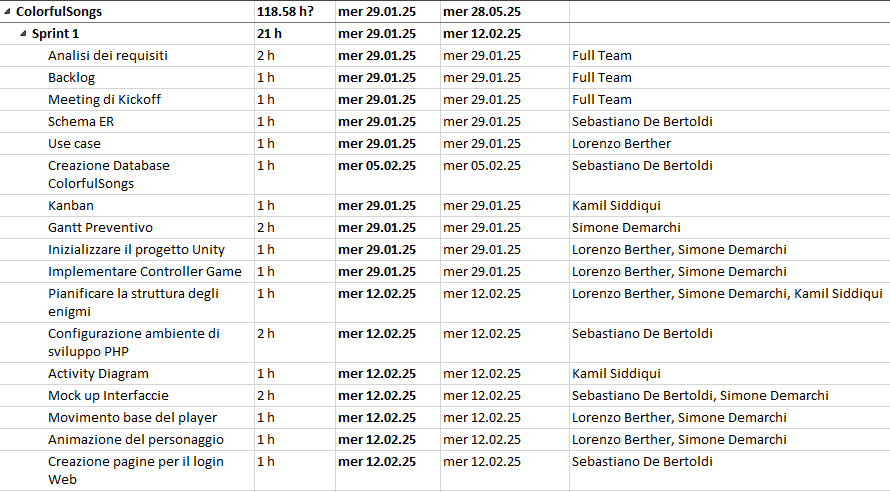 ColorfulSongs 118.58 h? mer 29.01.25 mer 28.05.25
Sprint 1 21 h mer 29.01.25 mer 12.02.25
Analisi dei requisiti 2 h mer 29.01.25 mer 29.01.25 Full Team
Backlog 1 h mer 29.01.25 mer 29.01.25 Full Team
Meeting di Kickoff 1 h mer 29.01.25 mer 29.01.25 Full Team
Schema ER 1 h mer 29.01.25 mer 29.01.25 Sebastiano De Bertoldi
Use case 1 h mer 29.01.25 mer 29.01.25 Lorenzo Berther
Creazione Database 1 h mer 05.02.25 mer 05.02.25 Sebastiano De Bertoldi
ColorfulSongs
Kanban 1 h mer 29.01.25 mer 29.01.25 Kamil Siddiqui
Gantt Preventivo 2 h mer 29.01.25 mer 29.01.25 Simone Demarchi
Inizializzare il progetto Unity 1 h mer 29.01.25 mer 29.01.25 Lorenzo Berther, Simone Demarchi
Implementare Controller Game 1 h mer 29.01.25 mer 29.01.25 Lorenzo Berther, Simone Demarchi
Pianificare la struttura degli 1 h mer 12.02.25 mer 12.02.25 Lorenzo Berther, Simone Demarchi, Kamil Siddiqui
enigmi
Configurazione ambiente di 2 h mer 12.02.25 mer 12.02.25 Sebastiano De Bertoldi
sviluppo PHP
Activity Diagram 1 h mer 12.02.25 mer 12.02.25 Kamil Siddiqui
Mock up Interfaccie 2 h mer 12.02.25 mer 12.02.25 Sebastiano De Bertoldi, Simone Demarchi
Movimento base del player 1 h mer 12.02.25 mer 12.02.25 Lorenzo Berther, Simone Demarchi
Animazione del personaggio 1 h mer 12.02.25 mer 12.02.25 Lorenzo Berther, Simone Demarchi
Creazione pagine per il login 1 h mer 12.02.25 mer 12.02.25 Sebastiano De Bertoldi
Web